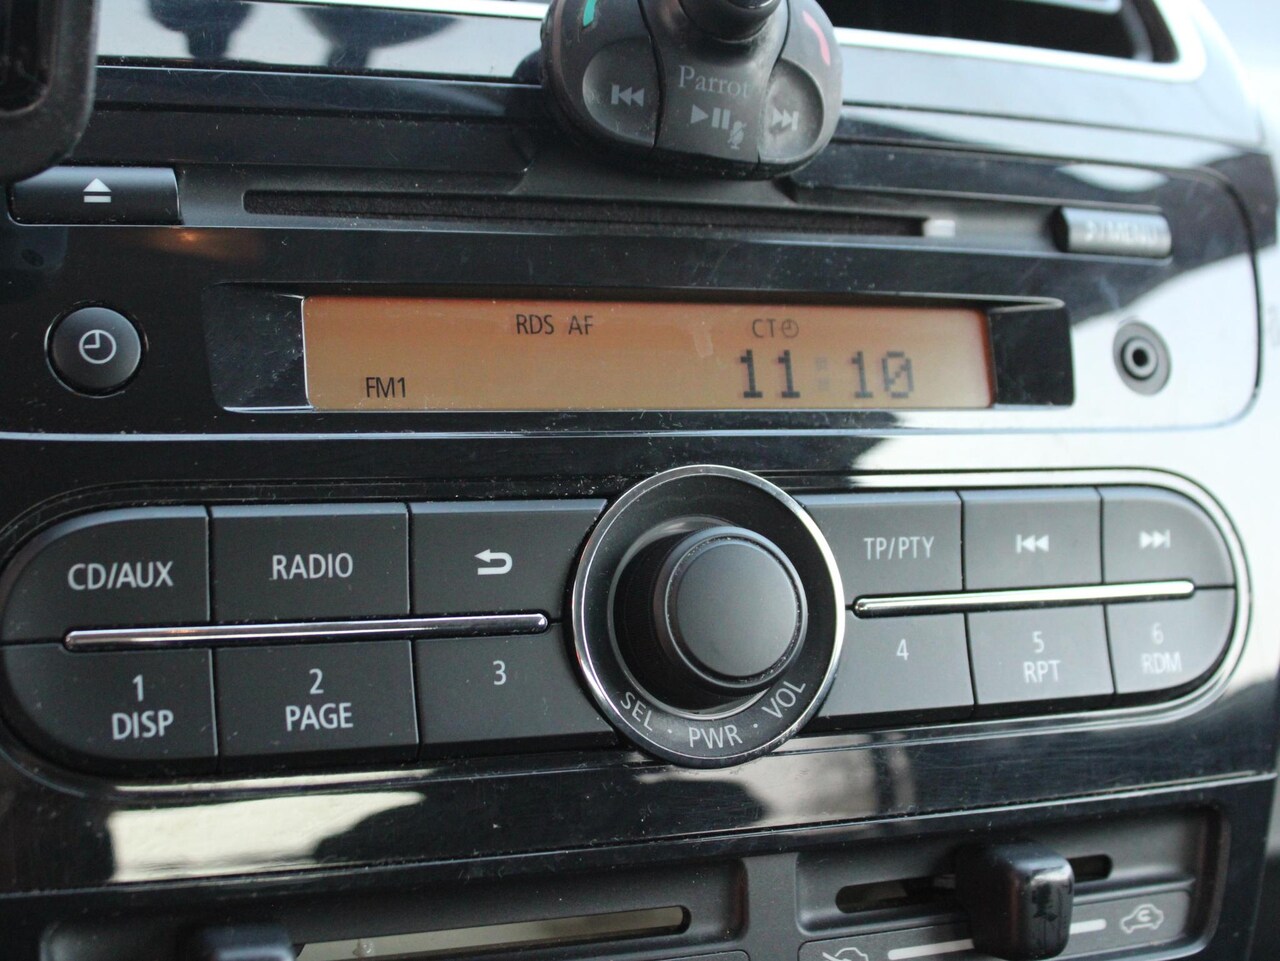 Parrot
♪/MENU
RDS AF
CT
FM1
11:10
CD/AUX
RADIO
TP/PTY
1
DISP
2
PAGE
3
4
5
RPT
6
RDM
SEL · PWR · VOL